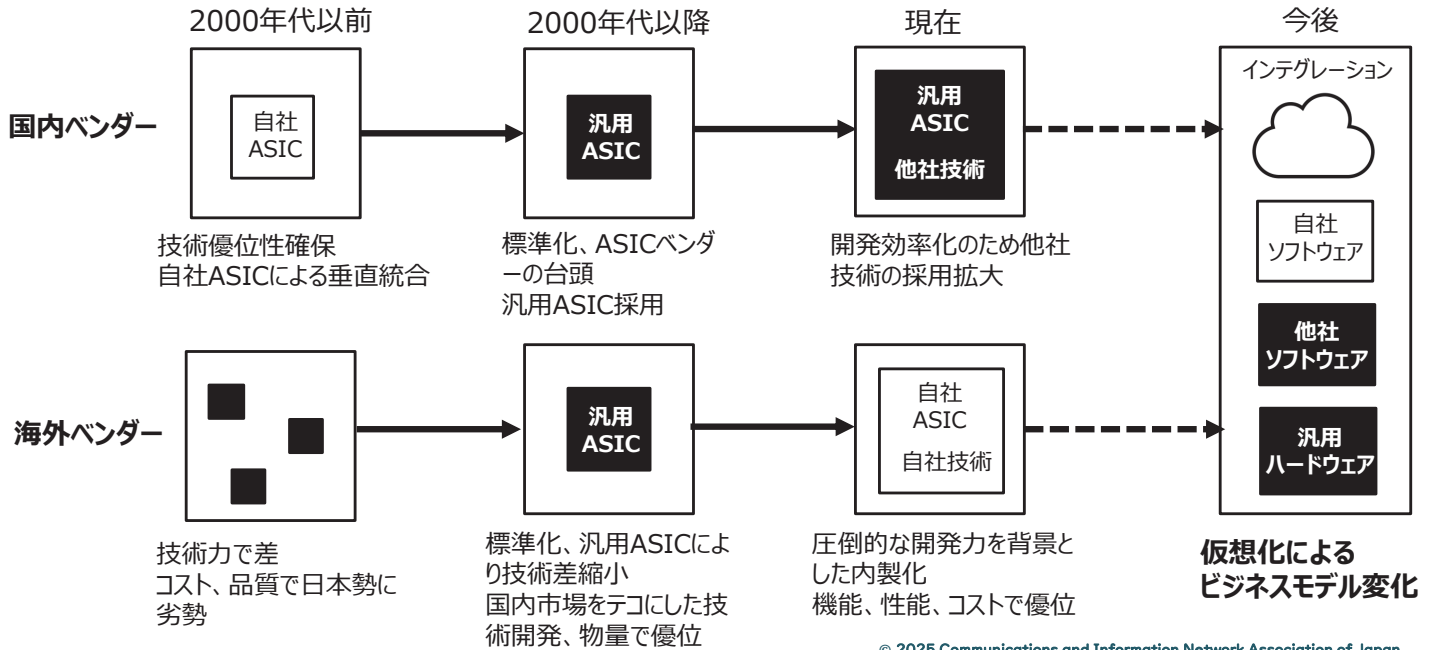 2000年代以前
2000年代以降
現在
今後
国内ベンダー
自社
ASIC
汎用
ASIC
汎用
ASIC
他社技術
インテグレーション
自社
ソフトウェア
他社
ソフトウェア
汎用
ハードウェア
技術優位性確保
自社ASICによる垂直統合
標準化、ASICベンダ
ーの台頭
汎用ASIC採用
開発効率化のため他社
技術の採用拡大
海外ベンダー
汎用
ASIC
自社
ASIC
自社技術
技術力で差
コスト、品質で日本勢に
劣勢
標準化、汎用ASICによ
り技術差縮小
国内市場をテコにした技
術開発、物量で優位
圧倒的な開発力を背景と
した内製化
機能、性能、コストで優位
仮想化による
ビジネスモデル変化
© 2025 Communications and Information Network Association of Japan